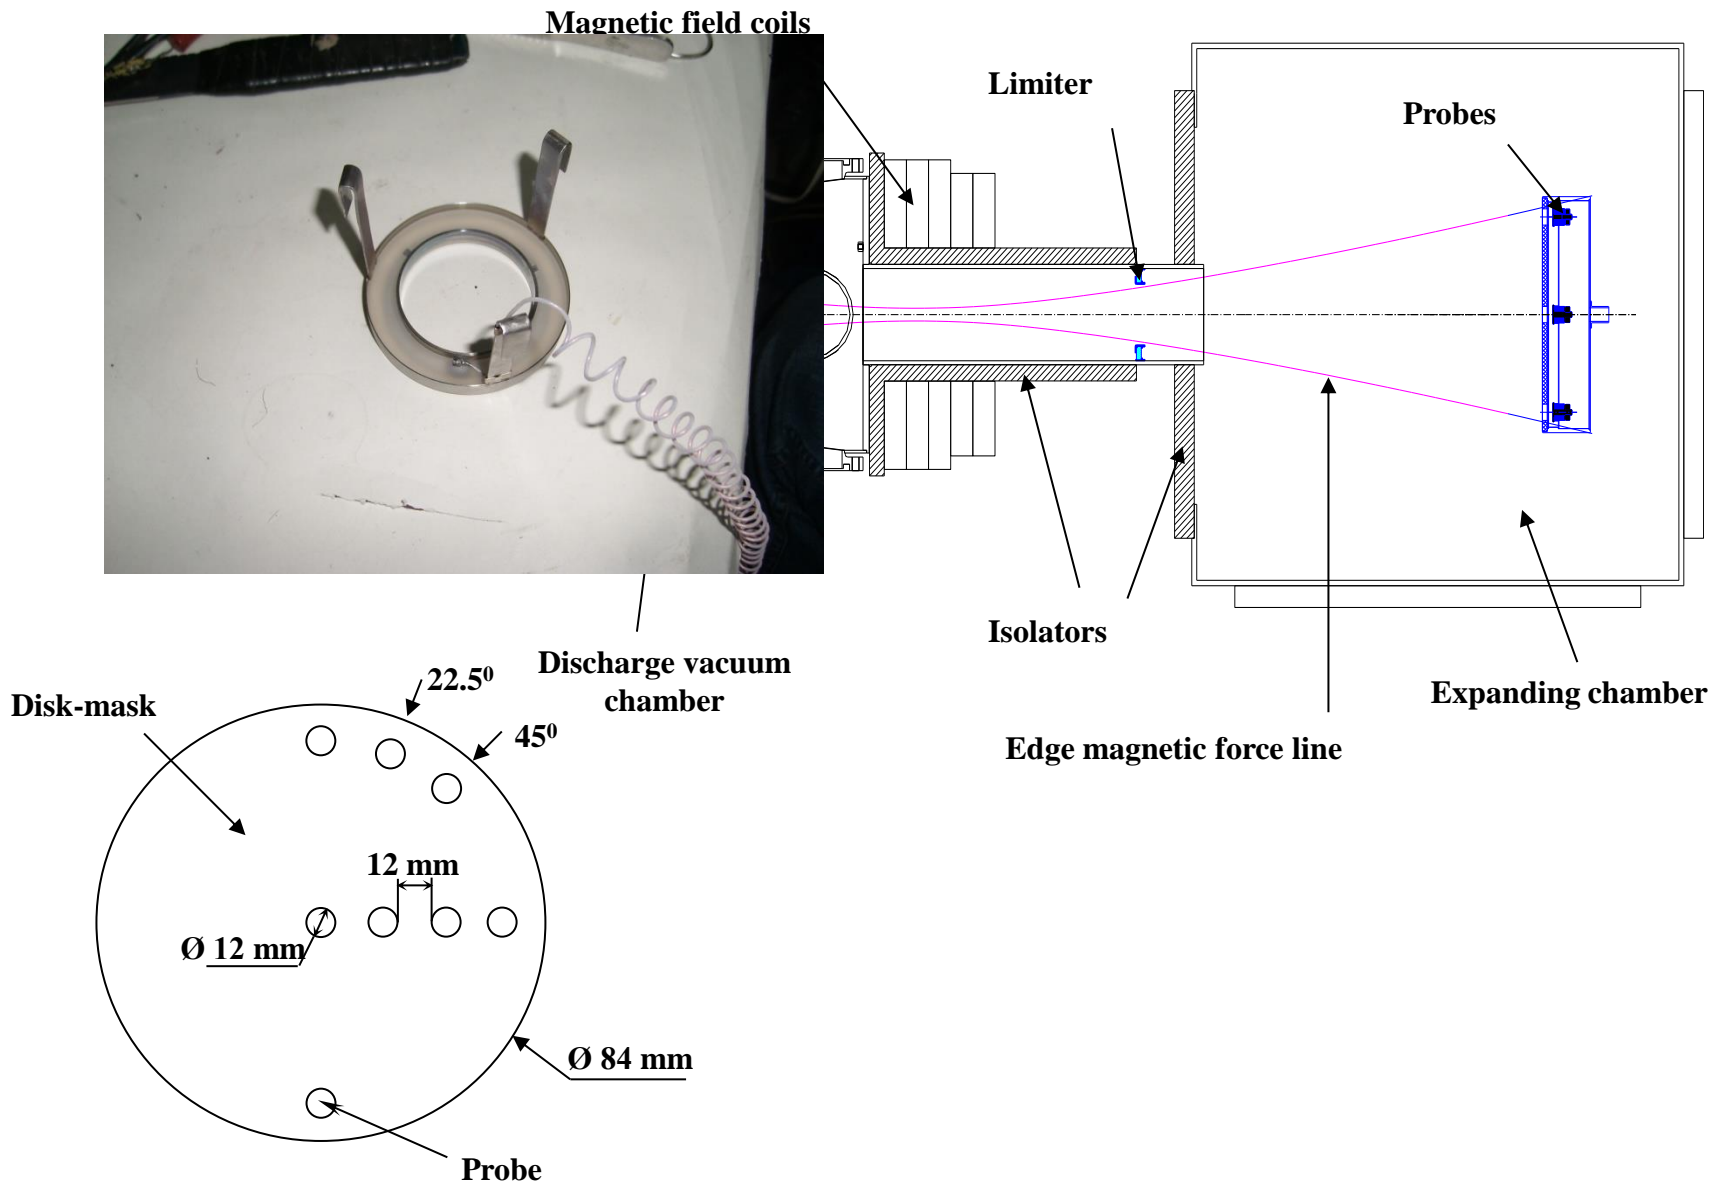 Magnetic field coils
Limiter
Probes
Isolators
Discharge vacuum
chamber
22.5⁰
Disk-mask
45⁰
Expanding chamber
Edge magnetic force line
12 mm
Ø 12 mm
Ø 84 mm
Probe